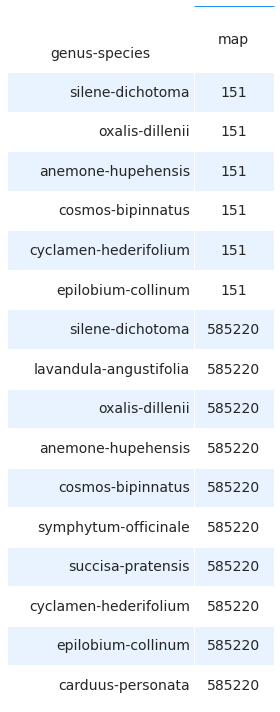 map
genus-species
silene-dichotoma 151
oxalis-dillenii 151
anemone-hupehensis 151
cosmos-bipinnatus 151
cyclamen-hederifolium 151
epilobium-collinum 151
silene-dichotoma 585220
lavandula-angustifolia 585220
oxalis-dillenii 585220
anemone-hupehensis 585220
cosmos-bipinnatus 585220
symphytum-officinale 585220
succisa-pratensis 585220
cyclamen-hederifolium 585220
epilobium-collinum 585220
carduus-personata 585220